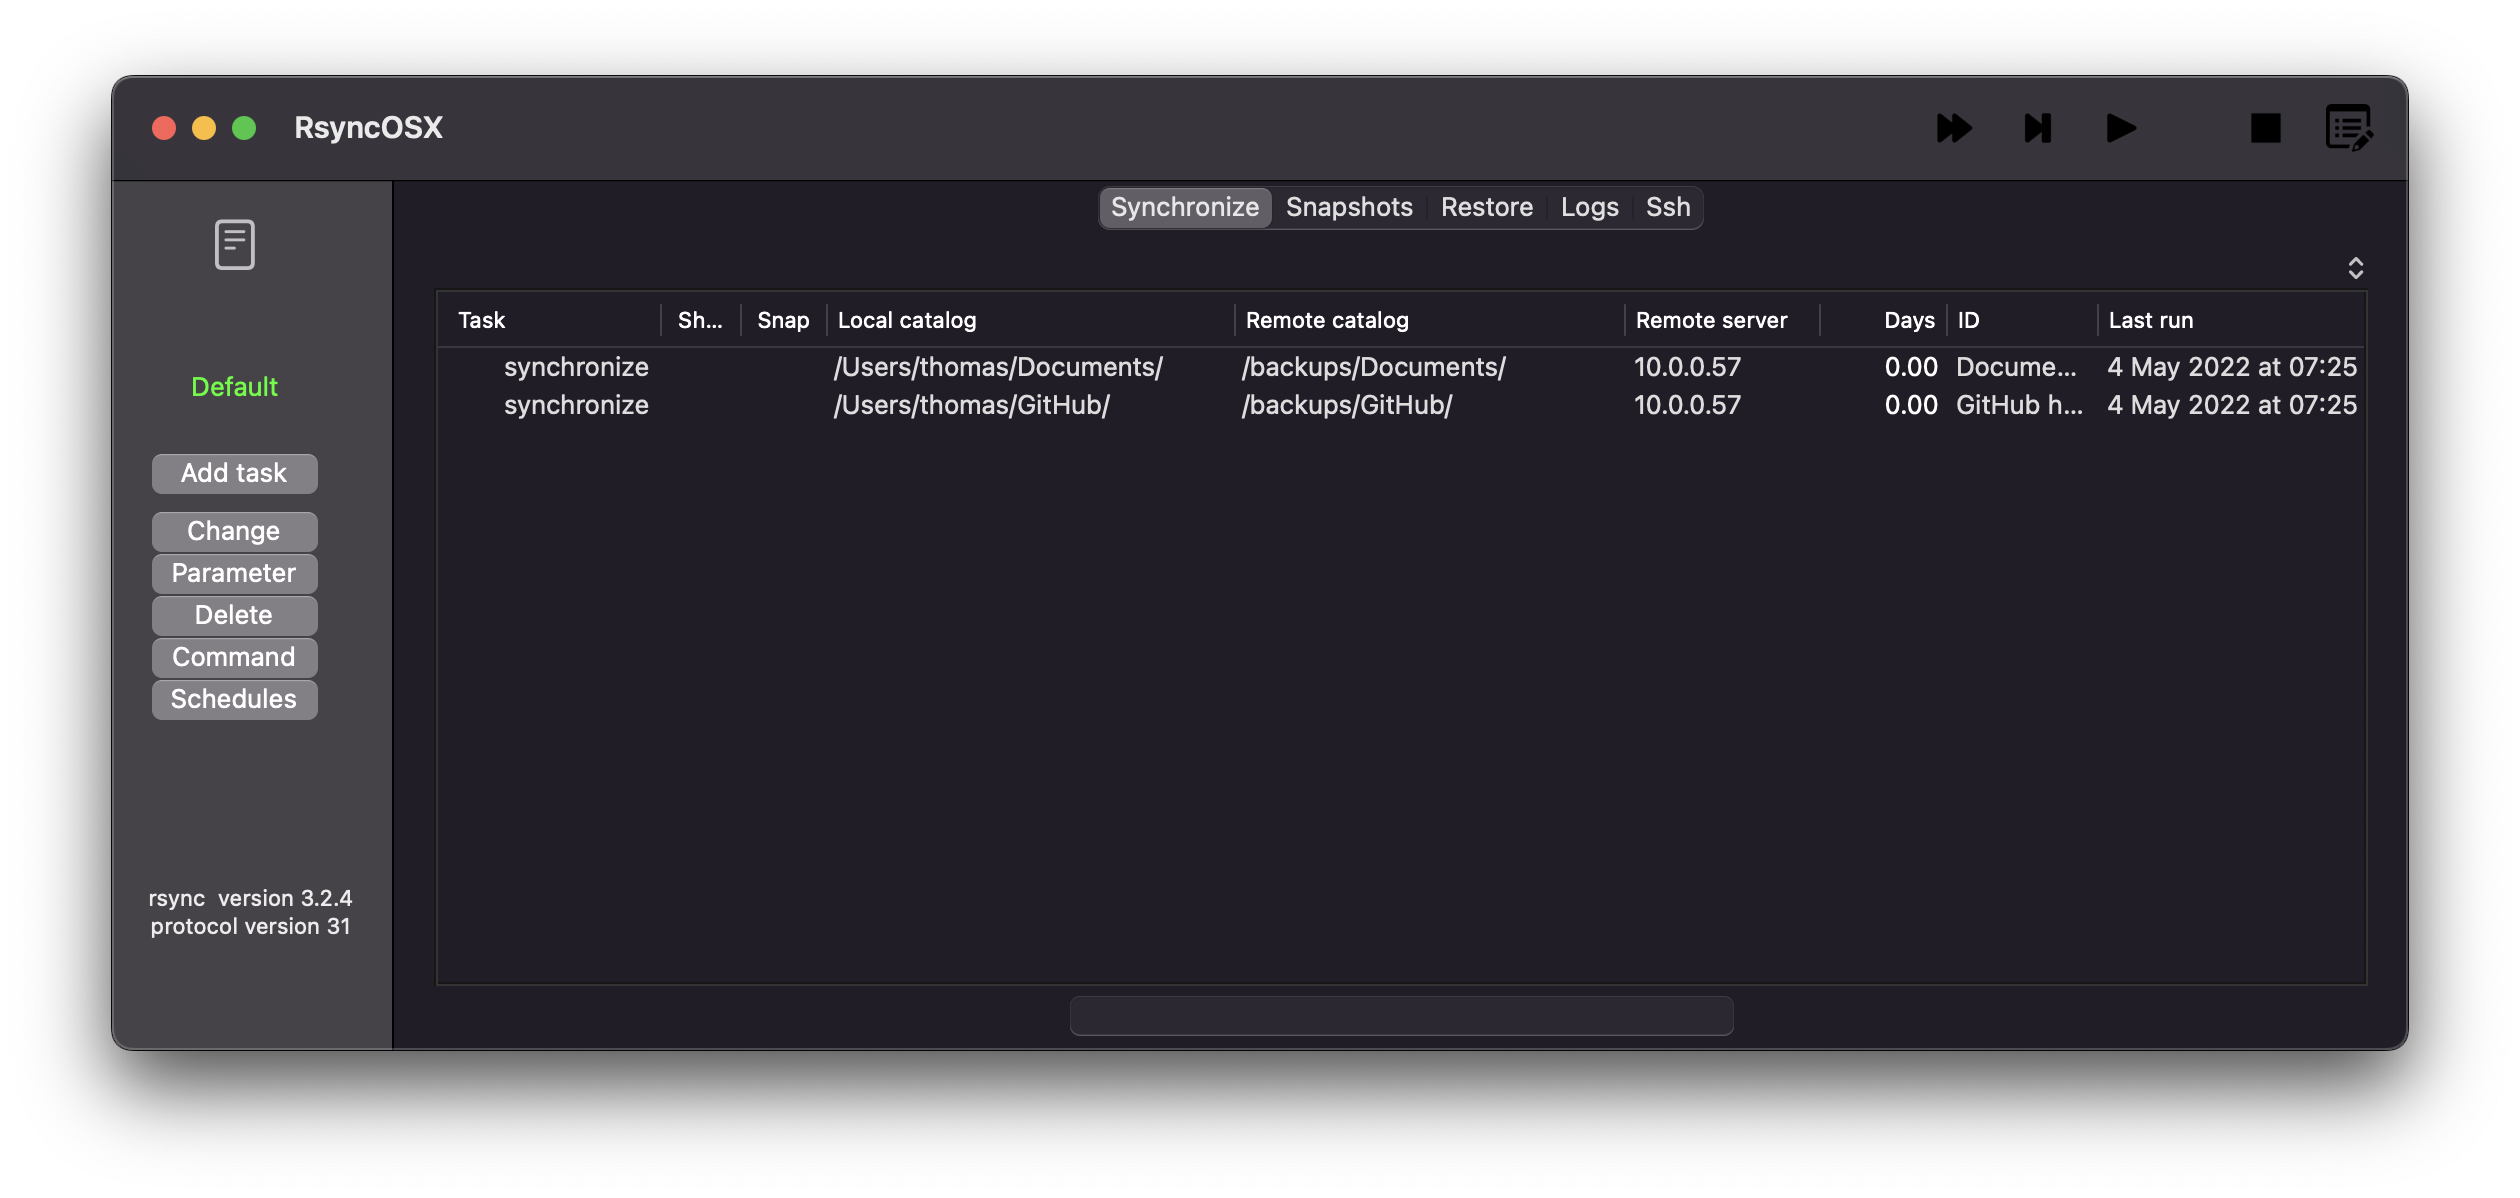 RsyncOSX
Synchronize Snapshots Restore Logs Ssh
Default
Add task
Change
Parameter
Delete
Command
Schedules
rsync  version 3.2.4
protocol version 31
Task Sh... Snap Local catalog Remote catalog Remote server Days ID Last run
synchronize /Users/thomas/Documents/ /backups/Documents/ 10.0.0.57 0.00 Docume... 4 May 2022 at 07:25
synchronize /Users/thomas/GitHub/ /backups/GitHub/ 10.0.0.57 0.00 GitHub h... 4 May 2022 at 07:25